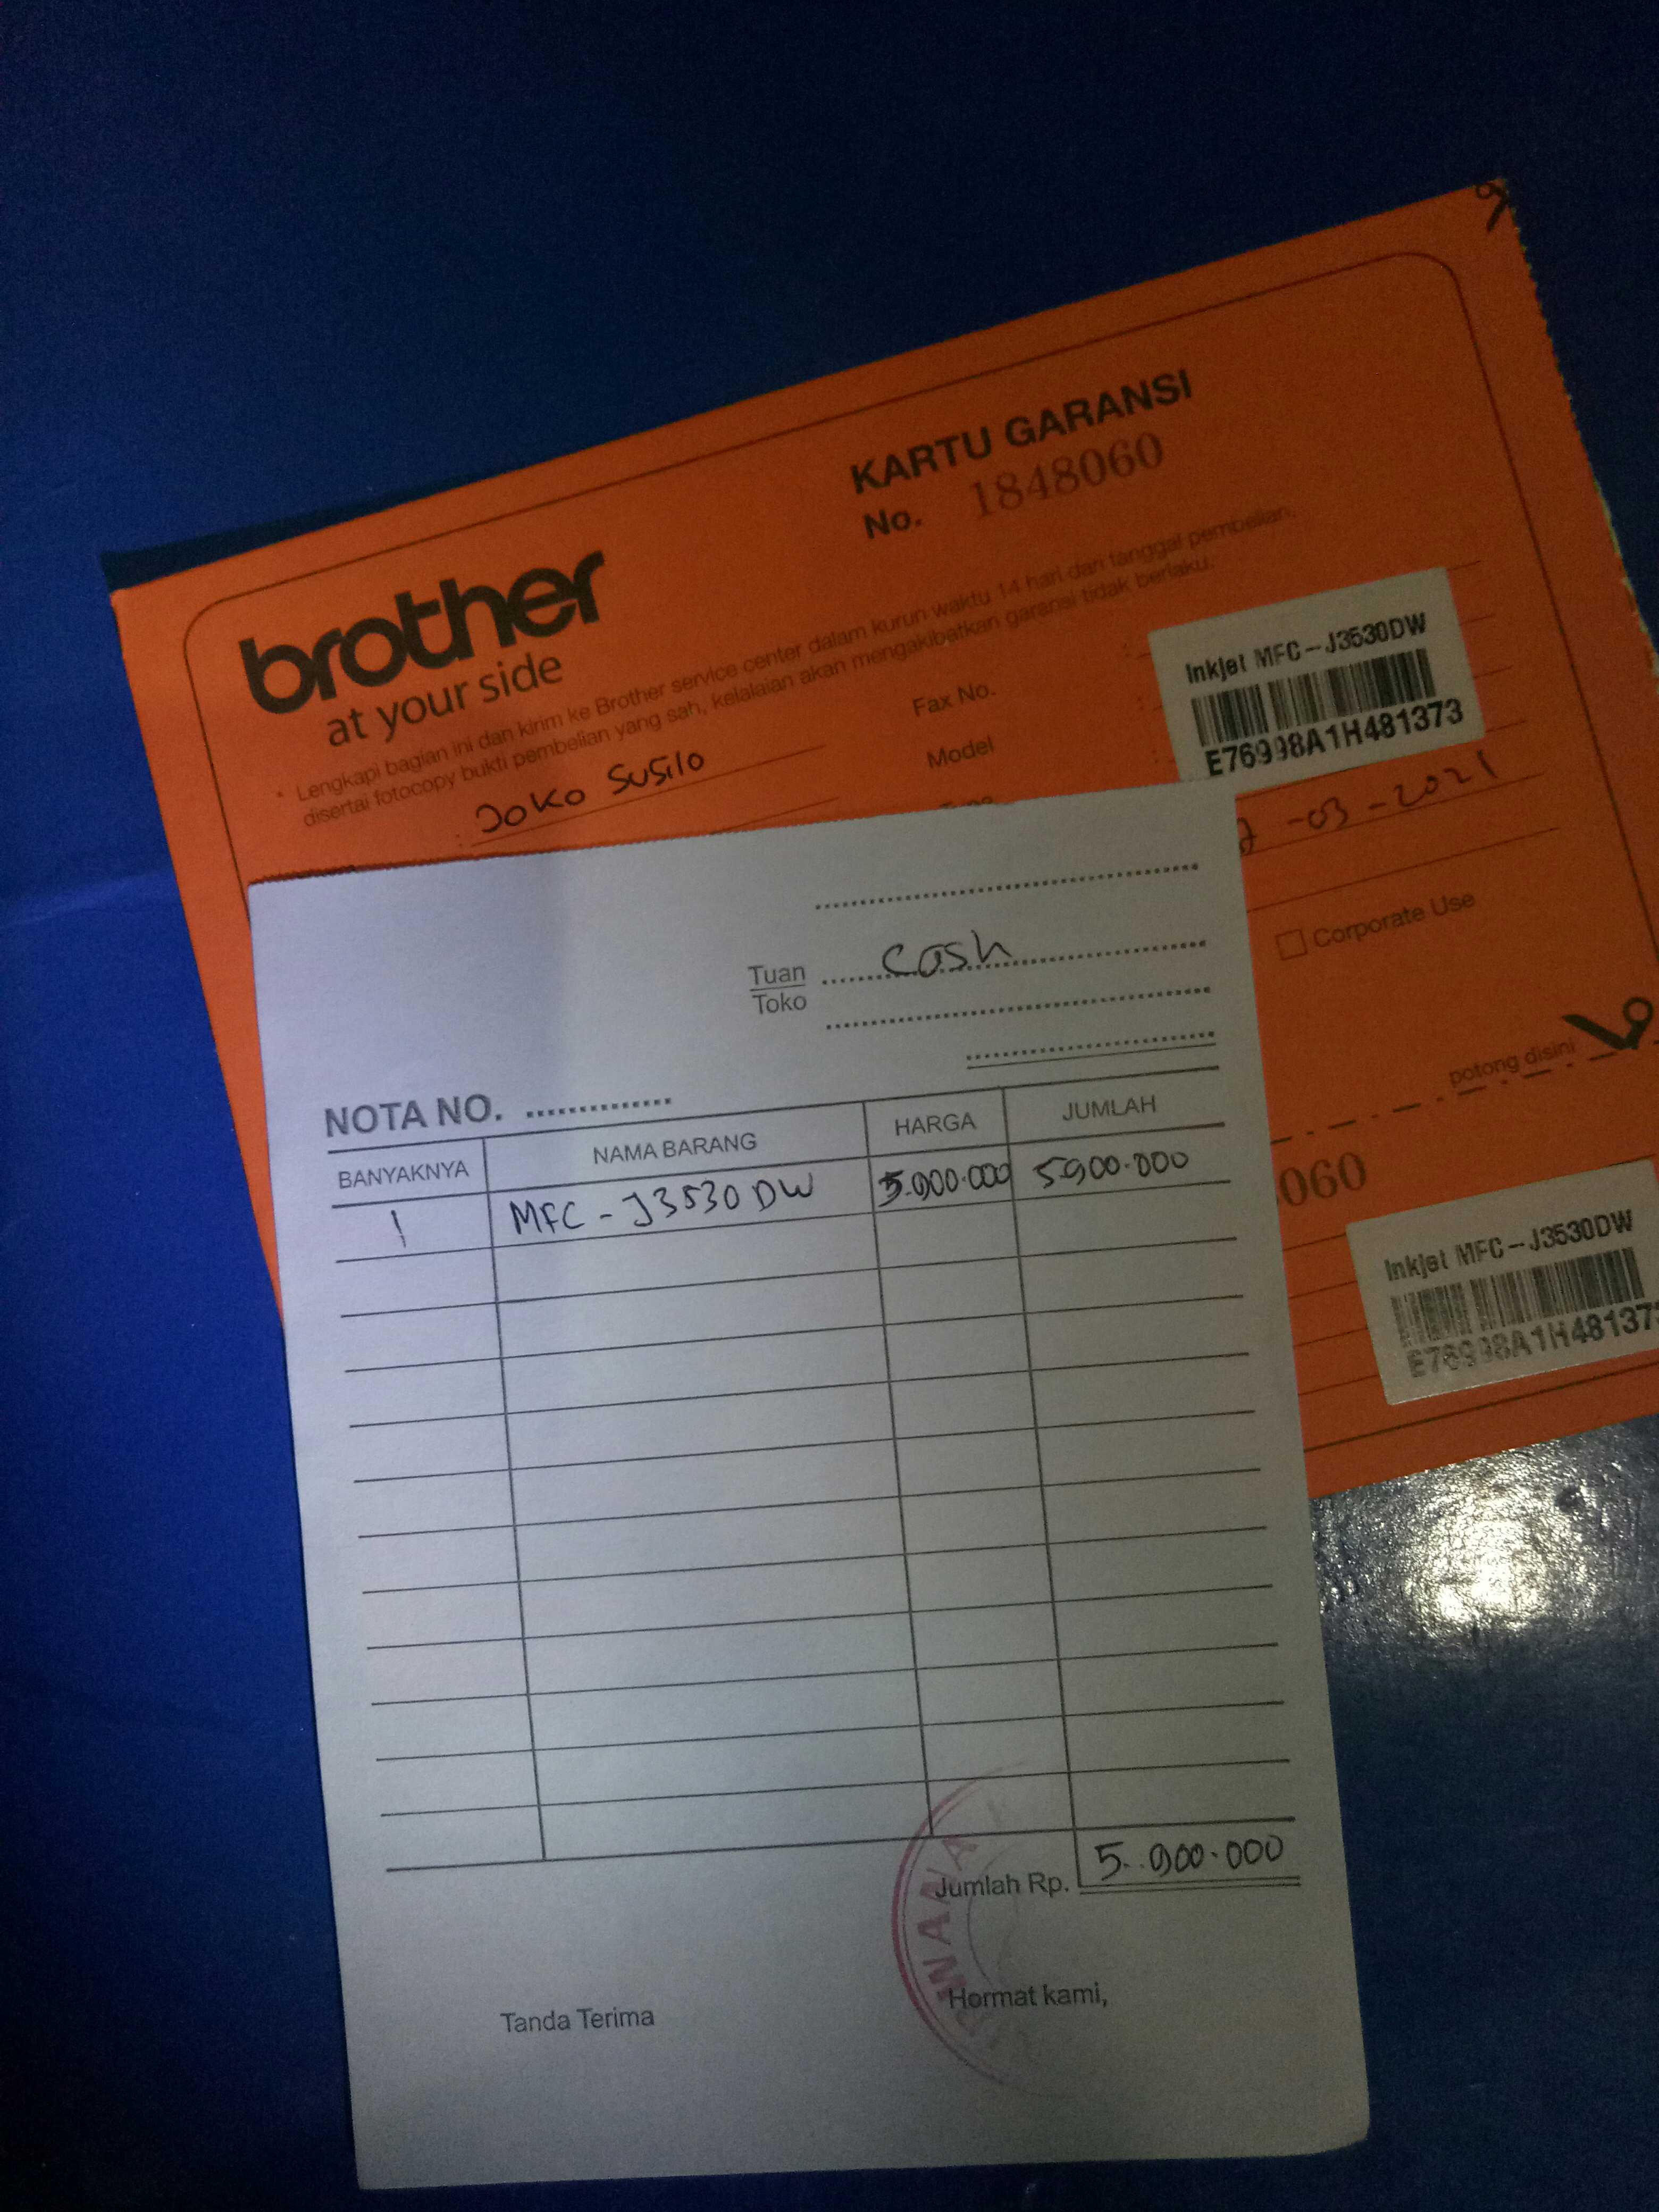 brother
at your side
KARTU GARANSI
No. 1848060
* Lengkapi bagian ini dan kirim ke Brother service center dalam kurun waktu 14 hari dari tanggal pembelian,
disertai fotocopy bukti pembelian yang sah, kelalaian akan mengakibatkan garansi tidak berlaku.
: Joko Susilo
Fax No. :
Model :
Inkjet MFC-J3530DW
E76998A1H481373
-03-2021
Corporate Use
potong disini
060
Inkjet MFC-J3530DW
E76998A1H48137
Tuan cash
Toko
NOTA NO.
BANYAKNYA NAMA BARANG HARGA JUMLAH
1 MFC-J3530DW 5.900.000 5900.000
Jumlah Rp. 5.900.000
Tanda Terima Hormat kami,